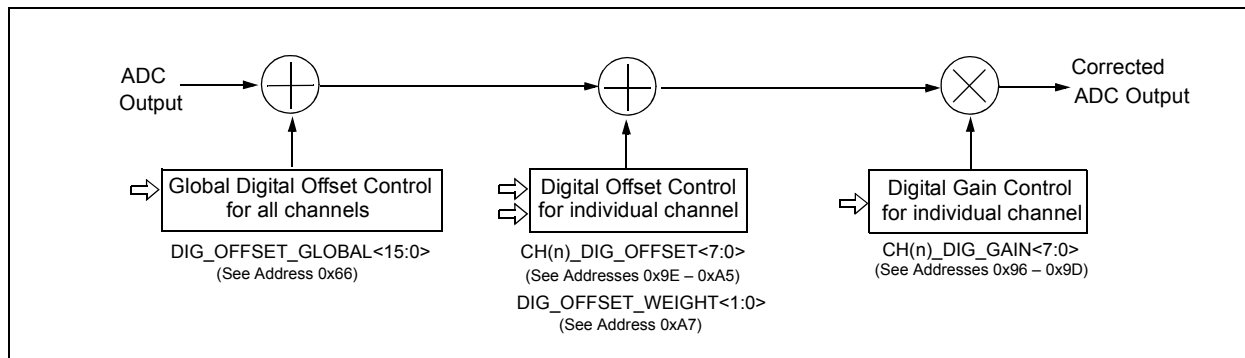 ADC
Output
Corrected
ADC Output
Global Digital Offset Control
for all channels
Digital Offset Control
for individual channel
Digital Gain Control
for individual channel
DIG_OFFSET_GLOBAL<15:0>
(See Address 0x66)
CH(n)_DIG_OFFSET<7:0>
(See Addresses 0x9E – 0xA5)
DIG_OFFSET_WEIGHT<1:0>
(See Address 0xA7)
CH(n)_DIG_GAIN<7:0>
(See Addresses 0x96 – 0x9D)